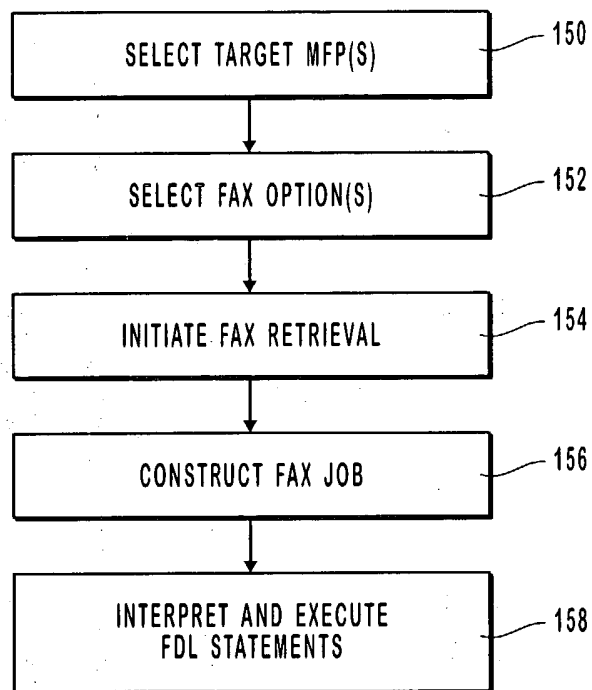 SELECT TARGET MFP(S)
150
SELECT FAX OPTION(S)
152
INITIATE FAX RETRIEVAL
154
CONSTRUCT FAX JOB
156
INTERPRET AND EXECUTE
FDL STATEMENTS
158